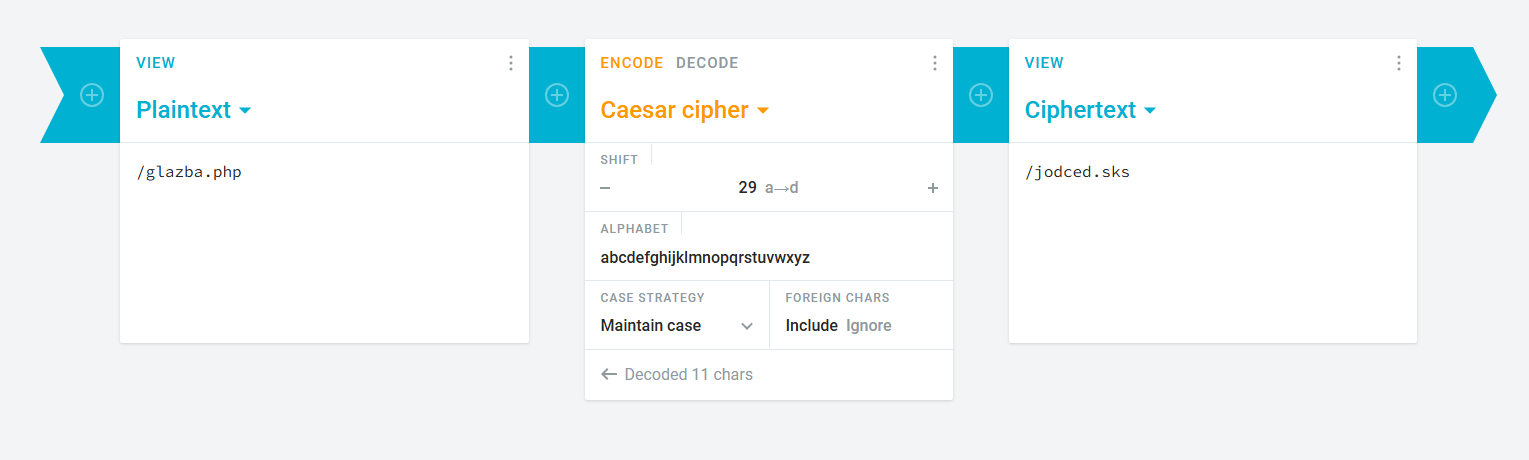 VIEW
Plaintext
/glazba.php
ENCODE DECODE
Caesar cipher
SHIFT
29 a→d
ALPHABET
abcdefghijklmnopqrstuvwxyz
CASE STRATEGY
Maintain case
FOREIGN CHARS
Include Ignore
← Decoded 11 chars
VIEW
Ciphertext
/jodced.sks